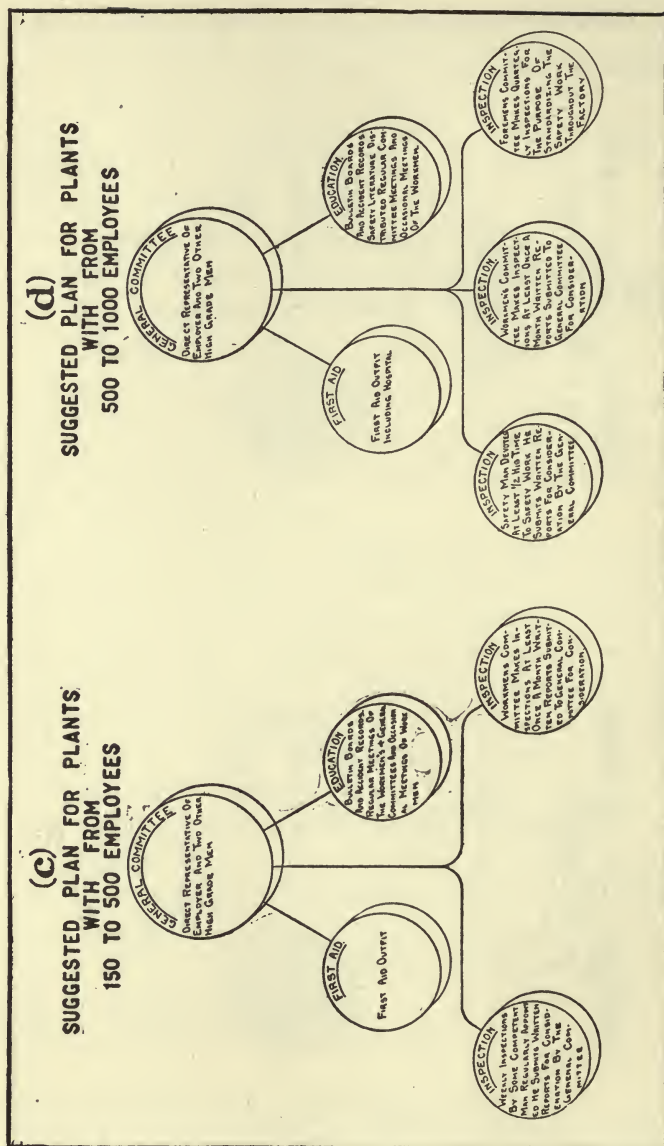 (c)
SUGGESTED PLAN FOR PLANTS
WITH FROM
150 TO 500 EMPLOYEES
GENERAL COMMITTEE
DIRECT REPRESENTATIVE OF
EMPLOYER AND TWO OTHER
HIGH GRADE MEN
FIRST AID
FIRST AID OUTFIT
EDUCATION
BULLETIN BOARDS
AND ACCIDENT RECORDS.
REGULAR MEETINGS OF
THE WORKMEN'S & GENERAL
COMMITTEES AND OCCASION
AL MEETINGS OF WORK
MEN
INSPECTION
WEEKLY INSPECTIONS
BY SOME COMPETENT
MAN REGULARLY APPOINT
ED HE SUBMITS WRITTEN
REPORTS FOR CONSID-
ERATION BY THE
GENERAL COM-
MITTEE
INSPECTION
WORKMENS COM-
MITTEE MAKES IN-
SPECTIONS AT LEAST
ONCE A MONTH WRIT-
TEN REPORTS SUBMIT-
ED TO GENERAL COM-
MITTEE FOR CON-
SIDERATION.
(d)
SUGGESTED PLAN FOR PLANTS
WITH FROM
500 TO 1000 EMPLOYEES
GENERAL COMMITTEE
DIRECT REPRESENTATIVE OF
EMPLOYER AND TWO OTHER
HIGH GRADE MEN
FIRST AID
FIRST AID OUTFIT
INCLUDING HOSPITAL
EDUCATION
BULLETIN BOARDS
AND ACCIDENT RECORDS
SAFETY LITERATURE DIS-
TRIBUTED REGULAR COM-
MITTEE MEETINGS AND
OCCASIONAL MEETINGS
OF THE WORKMEN.
INSPECTION
SAFETY MAN DEVOTES
AT LEAST 1/2 HIS TIME
TO SAFETY WORK HE
SUBMITS WRITTEN RE-
PORTS FOR CONSIDER-
ATION BY THE GEN-
ERAL COMMITTEE
INSPECTION
WORKMEN'S COMMIT-
TEE MAKES INSPECT-
IONS AT LEAST ONCE A
MONTH WRITTEN RE-
PORTS SUBMITTED TO
GENERAL COMMITTEE
FOR CONSIDER-
ATION
INSPECTION
FOREMENS COMMIT-
TEE MAKES QUARTER-
LY INSPECTIONS FOR
THE PURPOSE OF
STANDARDIZING THE
SAFETY WORK
THROUGHOUT THE
FACTORY